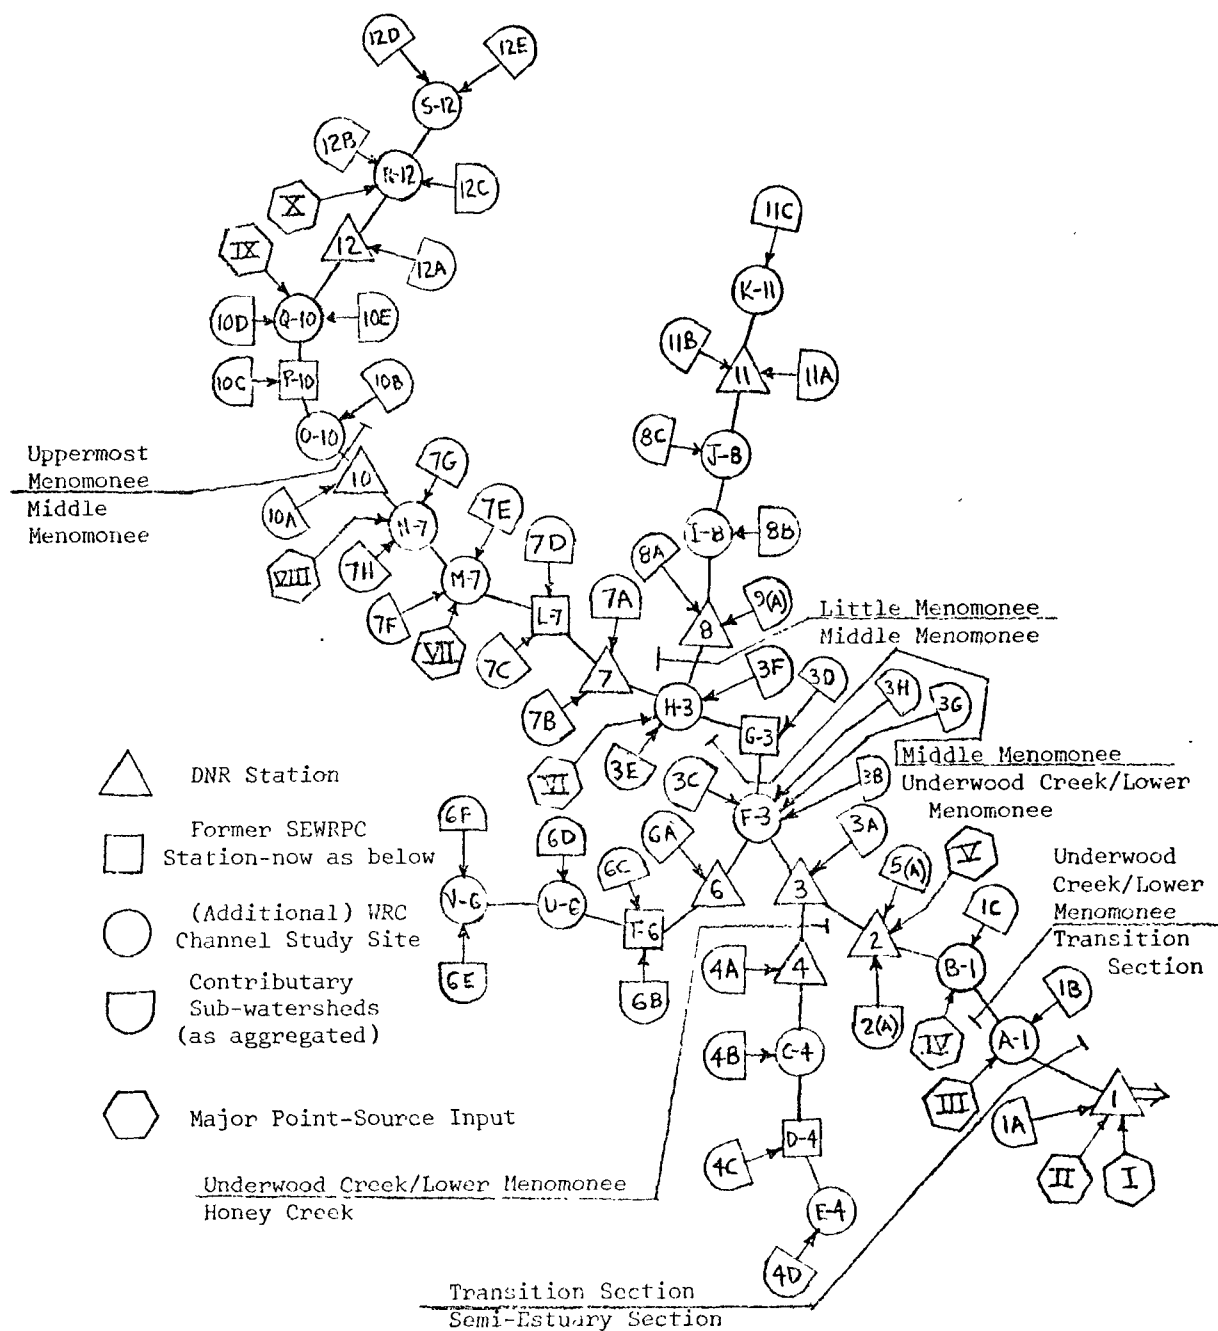 12D
12E
S-12
12B
R-12
12C
X
11C
IX
12
12A
K-11
10D
Q-10
10E
11B
11
11A
10C
P-10
10B
8C
J-8
O-10
Uppermost
Menomonee
Middle
Menomonee
7G
10
10A
N-7
7E
I-8
8B
7D
8A
VIII
7H
M-7
7A
9(A)
Little Menomonee
Middle Menomonee
7F
L-7
8
VII
7C
7
3F
3D
3H
3G
7B
H-3
G-3
VI
3E
Middle Menomonee
Underwood Creek/Lower
Menomonee
3C
3B
F-3
DNR Station
Former SEWRPC
Station-now as below
(Additional) WRC
Channel Study Site
Contributary
Sub-watersheds
(as aggregated)
Major Point-Source Input
6F
6D
6A
3A
6C
5(A)
V
Underwood
Creek/Lower
Menomonee
Transition
Section
V-6
U-6
T-6
6
3
2
1C
6E
6B
4A
4
B-1
1B
2(A)
IV
A-1
4B
C-4
III
1
1A
4C
D-4
II
I
Underwood Creek/Lower Menomonee
Honey Creek
E-4
4D
Transition Section
Semi-Estuary Section